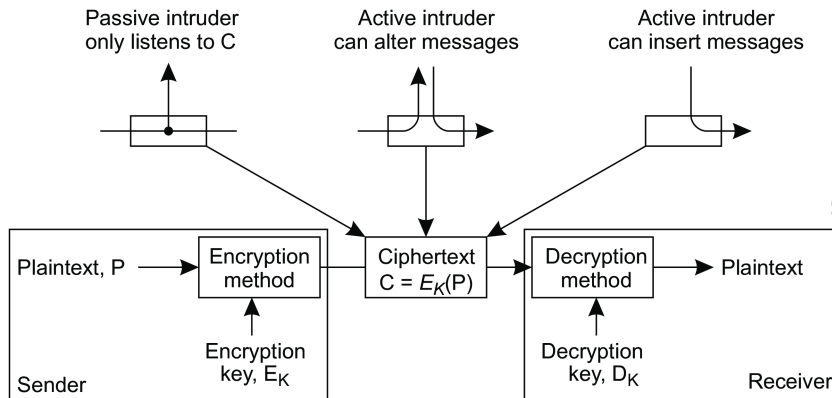 Passive intruder
only listens to C
Active intruder
can alter messages
Active intruder
can insert messages
Plaintext, P
Encryption
method
Ciphertext
C = E_K(P)
Decryption
method
Plaintext
Encryption
key, E_K
Decryption
key, D_K
Sender
Receiver